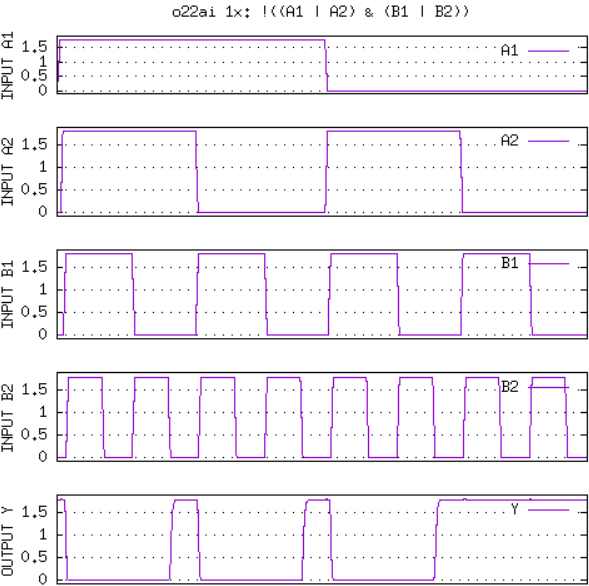 o22ai 1x: !((A1 | A2) & (B1 | B2))
INPUT A1
1.5
1
0.5
0
A1
INPUT A2
1.5
1
0.5
0
A2
INPUT B1
1.5
1
0.5
0
B1
INPUT B2
1.5
1
0.5
0
B2
OUTPUT Y
1.5
1
0.5
0
Y